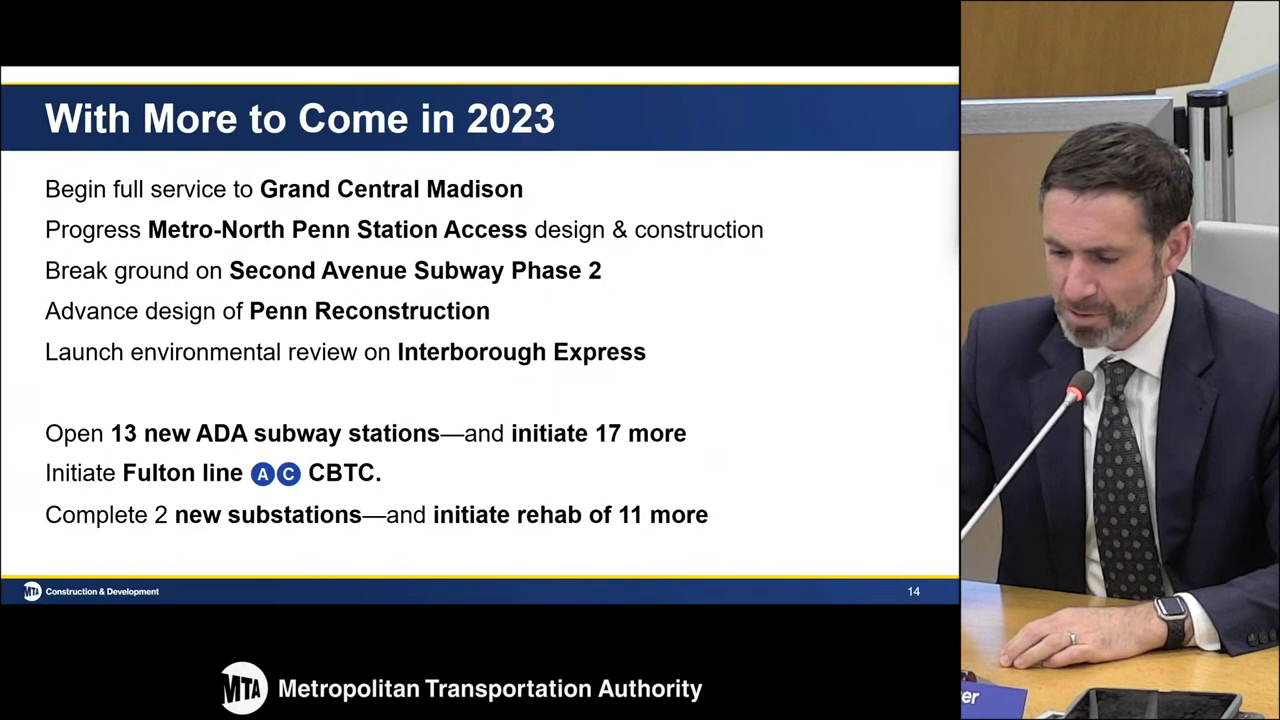 With More to Come in 2023
Begin full service to Grand Central Madison
Progress Metro-North Penn Station Access design & construction
Break ground on Second Avenue Subway Phase 2
Advance design of Penn Reconstruction
Launch environmental review on Interborough Express
Open 13 new ADA subway stations—and initiate 17 more
Initiate Fulton line A C CBTC.
Complete 2 new substations—and initiate rehab of 11 more
MTA Construction & Development
14
MTA Metropolitan Transportation Authority